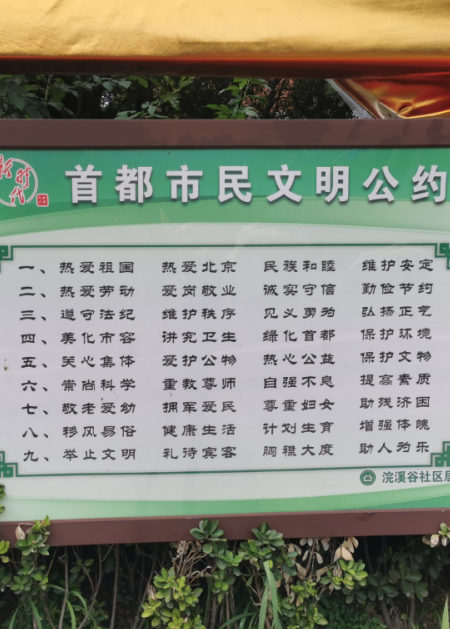 新时代
首都市民文明公约
一、热爱祖国 热爱北京 民族和睦 维护安定
二、热爱劳动 爱岗敬业 诚实守信 勤俭节约
三、遵守法纪 维护秩序 见义勇为 弘扬正气
四、美化市容 讲究卫生 绿化首都 保护环境
五、关心集体 爱护公物 热心公益 保护文物
六、崇尚科学 重教尊师 自强不息 提高素质
七、敬老爱幼 拥军爱民 尊重妇女 助残济困
八、移风易俗 健康生活 计划生育 增强体魄
九、举止文明 礼待宾客 胸襟大度 助人为乐
浣溪谷社区居